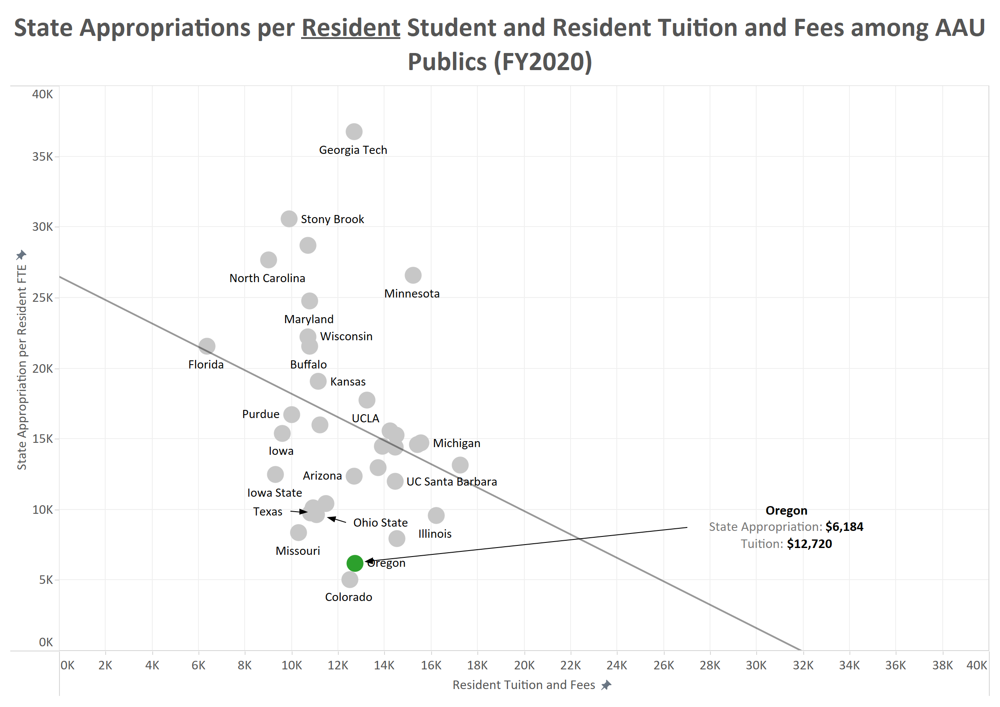 State Appropriations per Resident Student and Resident Tuition and Fees among AAU
Publics (FY2020)
40K
35K
30K
25K
20K
15K
10K
5K
0K
State Appropriation per Resident FTE
Georgia Tech
Stony Brook
North Carolina
Minnesota
Maryland
Wisconsin
Florida
Buffalo
Kansas
Purdue
UCLA
Iowa
Michigan
Arizona
UC Santa Barbara
Iowa State
Texas
Ohio State
Illinois
Missouri
Oregon
Colorado
Oregon
State Appropriation: $6,184
Tuition: $12,720
0K 2K 4K 6K 8K 10K 12K 14K 16K 18K 20K 22K 24K 26K 28K 30K 32K 34K 36K 38K 40K
Resident Tuition and Fees